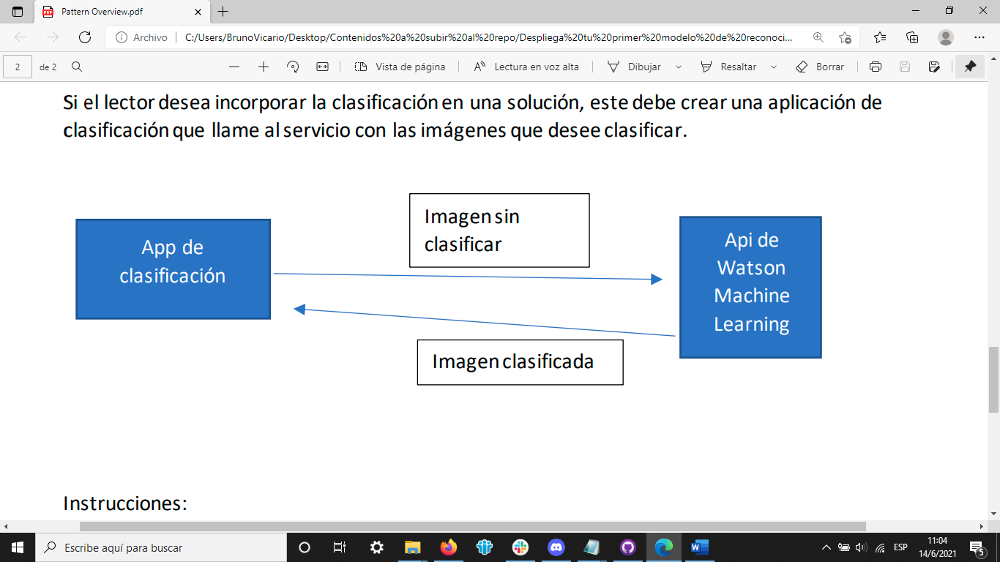 Pattern Overview.pdf
Archivo
C:/Users/BrunoVicario/Desktop/Contenidos%20a%20subir%20al%20repo/Despliega%20tu%20primer%20modelo%20de%20reconoci...
2 de 2
Vista de página
Lectura en voz alta
Dibujar
Resaltar
Borrar
Si el lector desea incorporar la clasificación en una solución, este debe crear una aplicación de
clasificación que llame al servicio con las imágenes que desee clasificar.
Imagen sin
clasificar
App de
clasificación
Api de
Watson
Machine
Learning
Imagen clasificada
Instrucciones:
Escribe aquí para buscar
ESP
11:04
14/6/2021
5